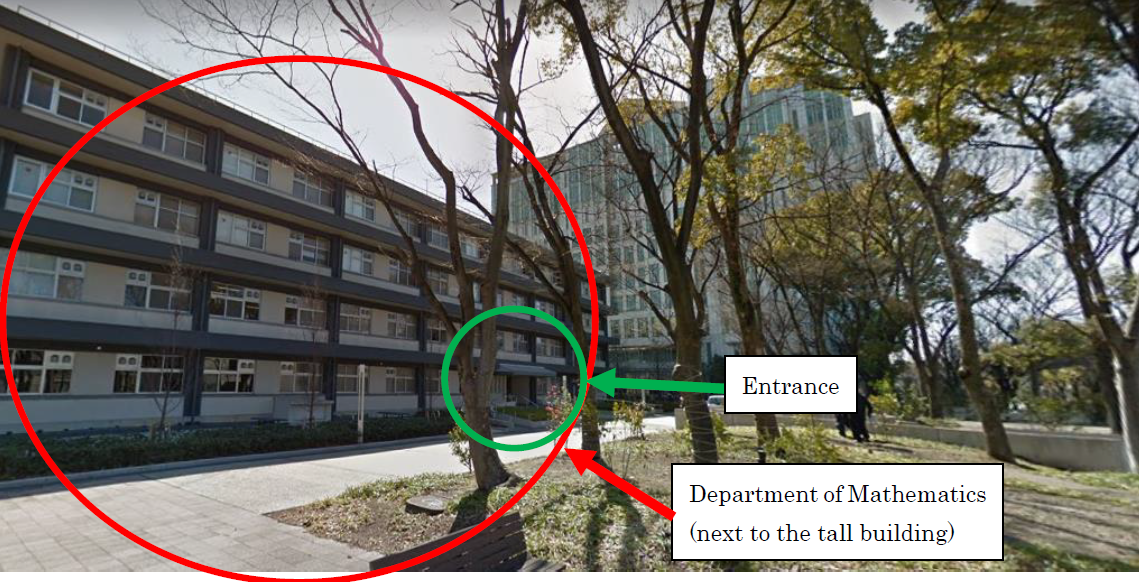 Entrance
Department of Mathematics
(next to the tall building)